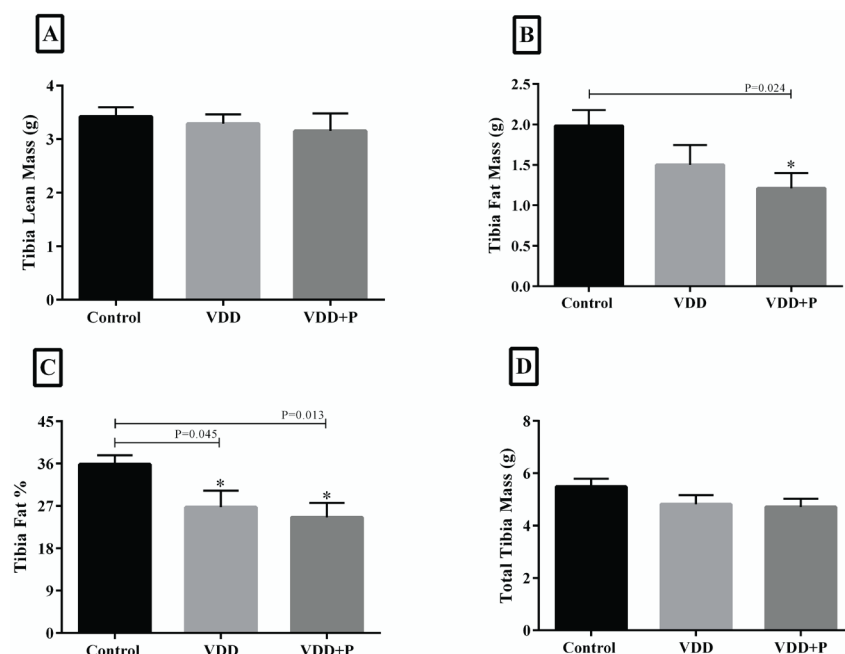 A
Tibia Lean Mass (g)
4
3
2
1
0
Control VDD VDD+P
B
Tibia Fat Mass (g)
2.5
2.0
1.5
1.0
0.5
0.0
P=0.024
*
Control VDD VDD+P
C
Tibia Fat %
45
36
27
18
9
0
P=0.013
P=0.045
* *
Control VDD VDD+P
D
Total Tibia Mass (g)
8
6
4
2
0
Control VDD VDD+P